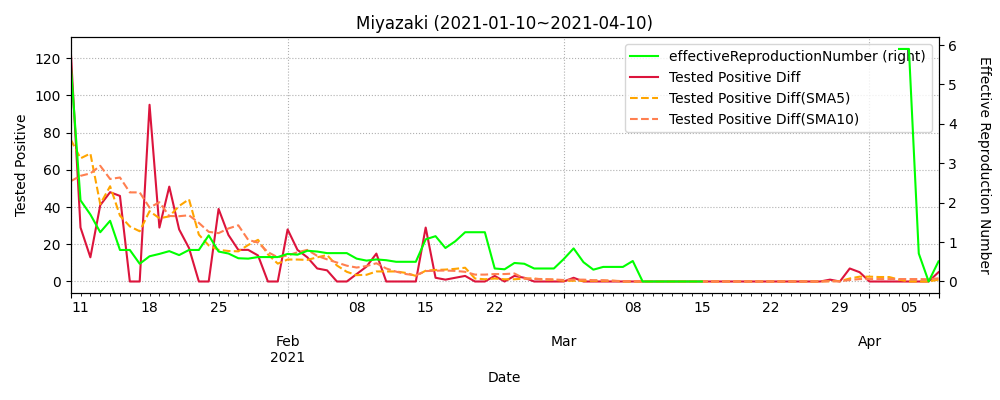 Miyazaki (2021-01-10~2021-04-10)
effectiveReproductionNumber (right)
Tested Positive Diff
Tested Positive Diff(SMA5)
Tested Positive Diff(SMA10)
Tested Positive
120
100
80
60
40
20
0
Effective Reproduction Number
6
5
4
3
2
1
0
11 18 25 08 15 22 08 15 22 29 05
Feb Mar Apr
2021
Date